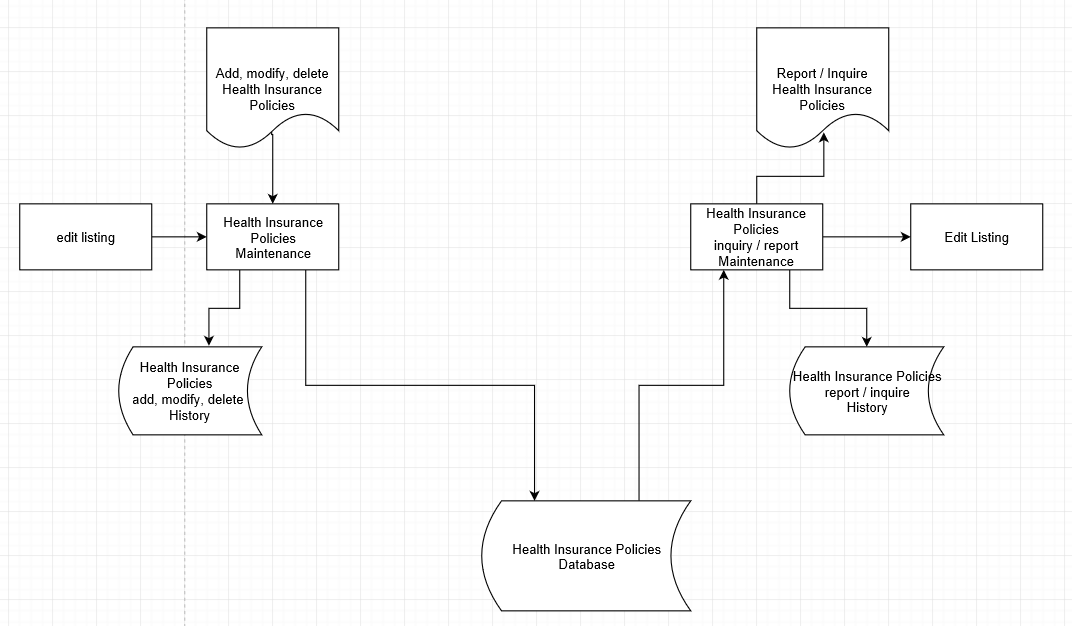 Add, modify, delete
Health Insurance
Policies
Report / Inquire
Health Insurance
Policies
edit listing
Health Insurance
Policies
Maintenance
Health Insurance
Policies
inquiry / report
Maintenance
Edit Listing
Health Insurance
Policies
add, modify, delete
History
Health Insurance Policies
report / inquire
History
Health Insurance Policies
Database